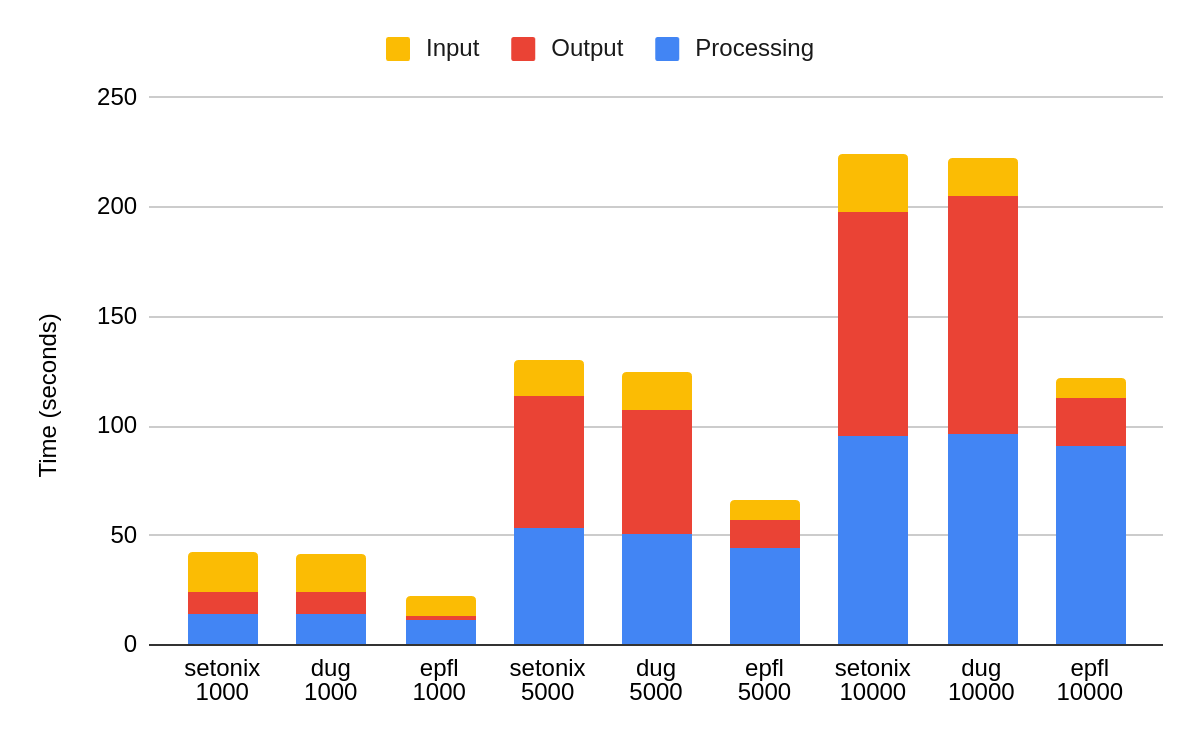 Input Output Processing
250
200
150
100
50
0
Time (seconds)
setonix dug epfl setonix dug epfl setonix dug epfl
1000 1000 1000 5000 5000 5000 10000 10000 10000